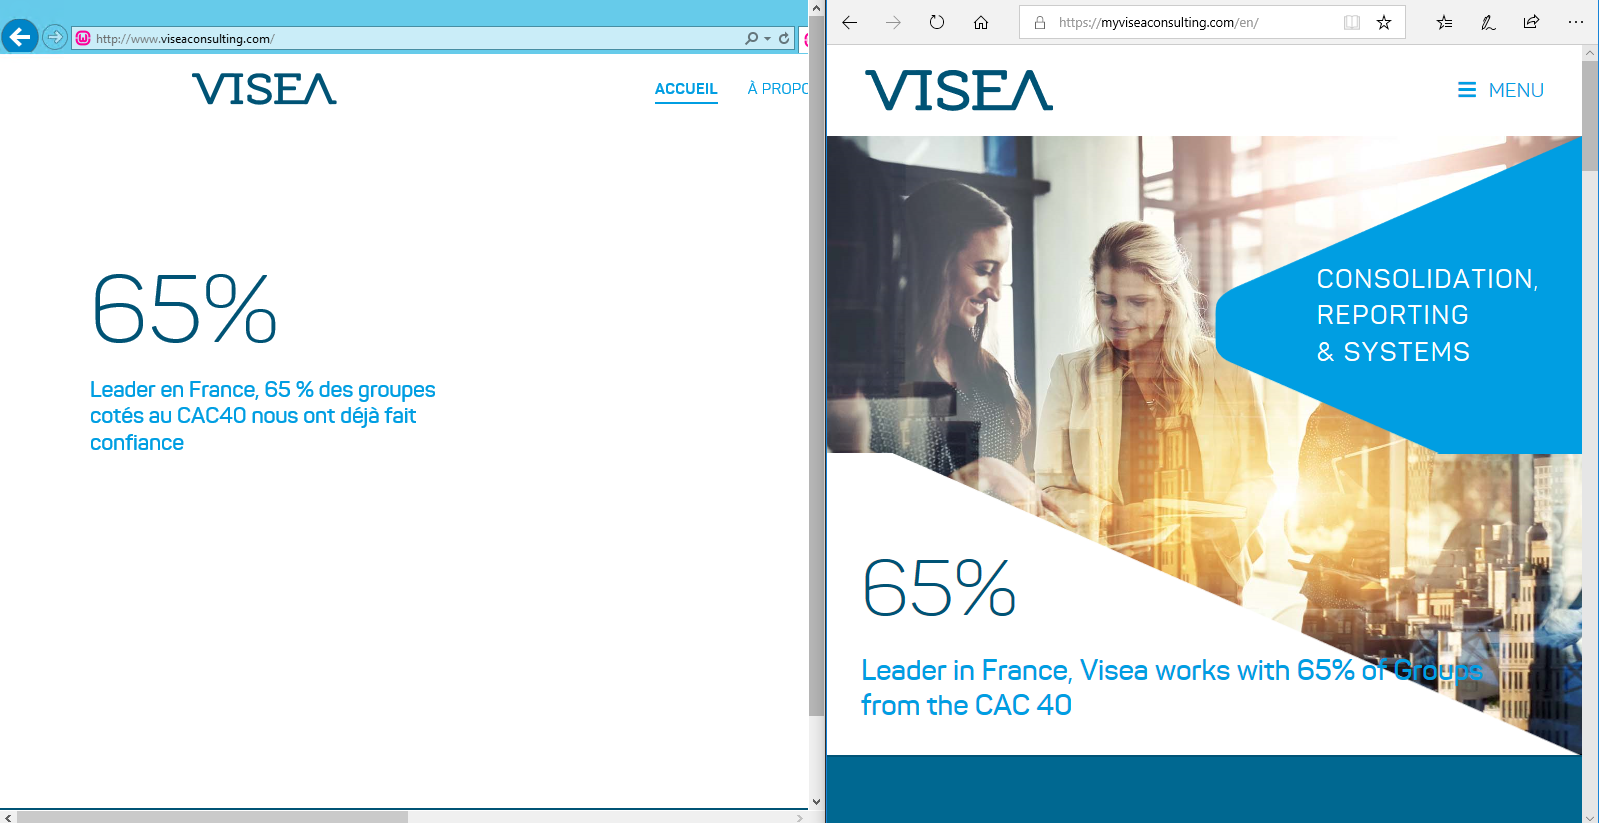 http://www.viseaconsulting.com/
VISEA
ACCUEIL
À PROPO
65%
Leader en France, 65 % des groupes
cotés au CAC40 nous ont déjà fait
confiance
https://myviseaconsulting.com/en/
VISEA
MENU
CONSOLIDATION,
REPORTING
& SYSTEMS
65%
Leader in France, Visea works with 65% of Groups
from the CAC 40